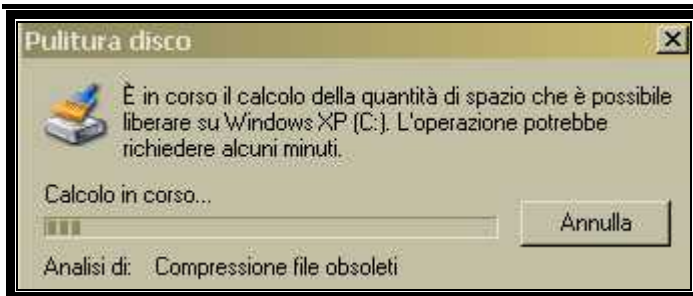 Pulitura disco
È in corso il calcolo della quantità di spazio che è possibile
liberare su Windows XP (C:). L'operazione potrebbe
richiedere alcuni minuti.
Calcolo in corso...
Annulla
Analisi di: Compressione file obsoleti